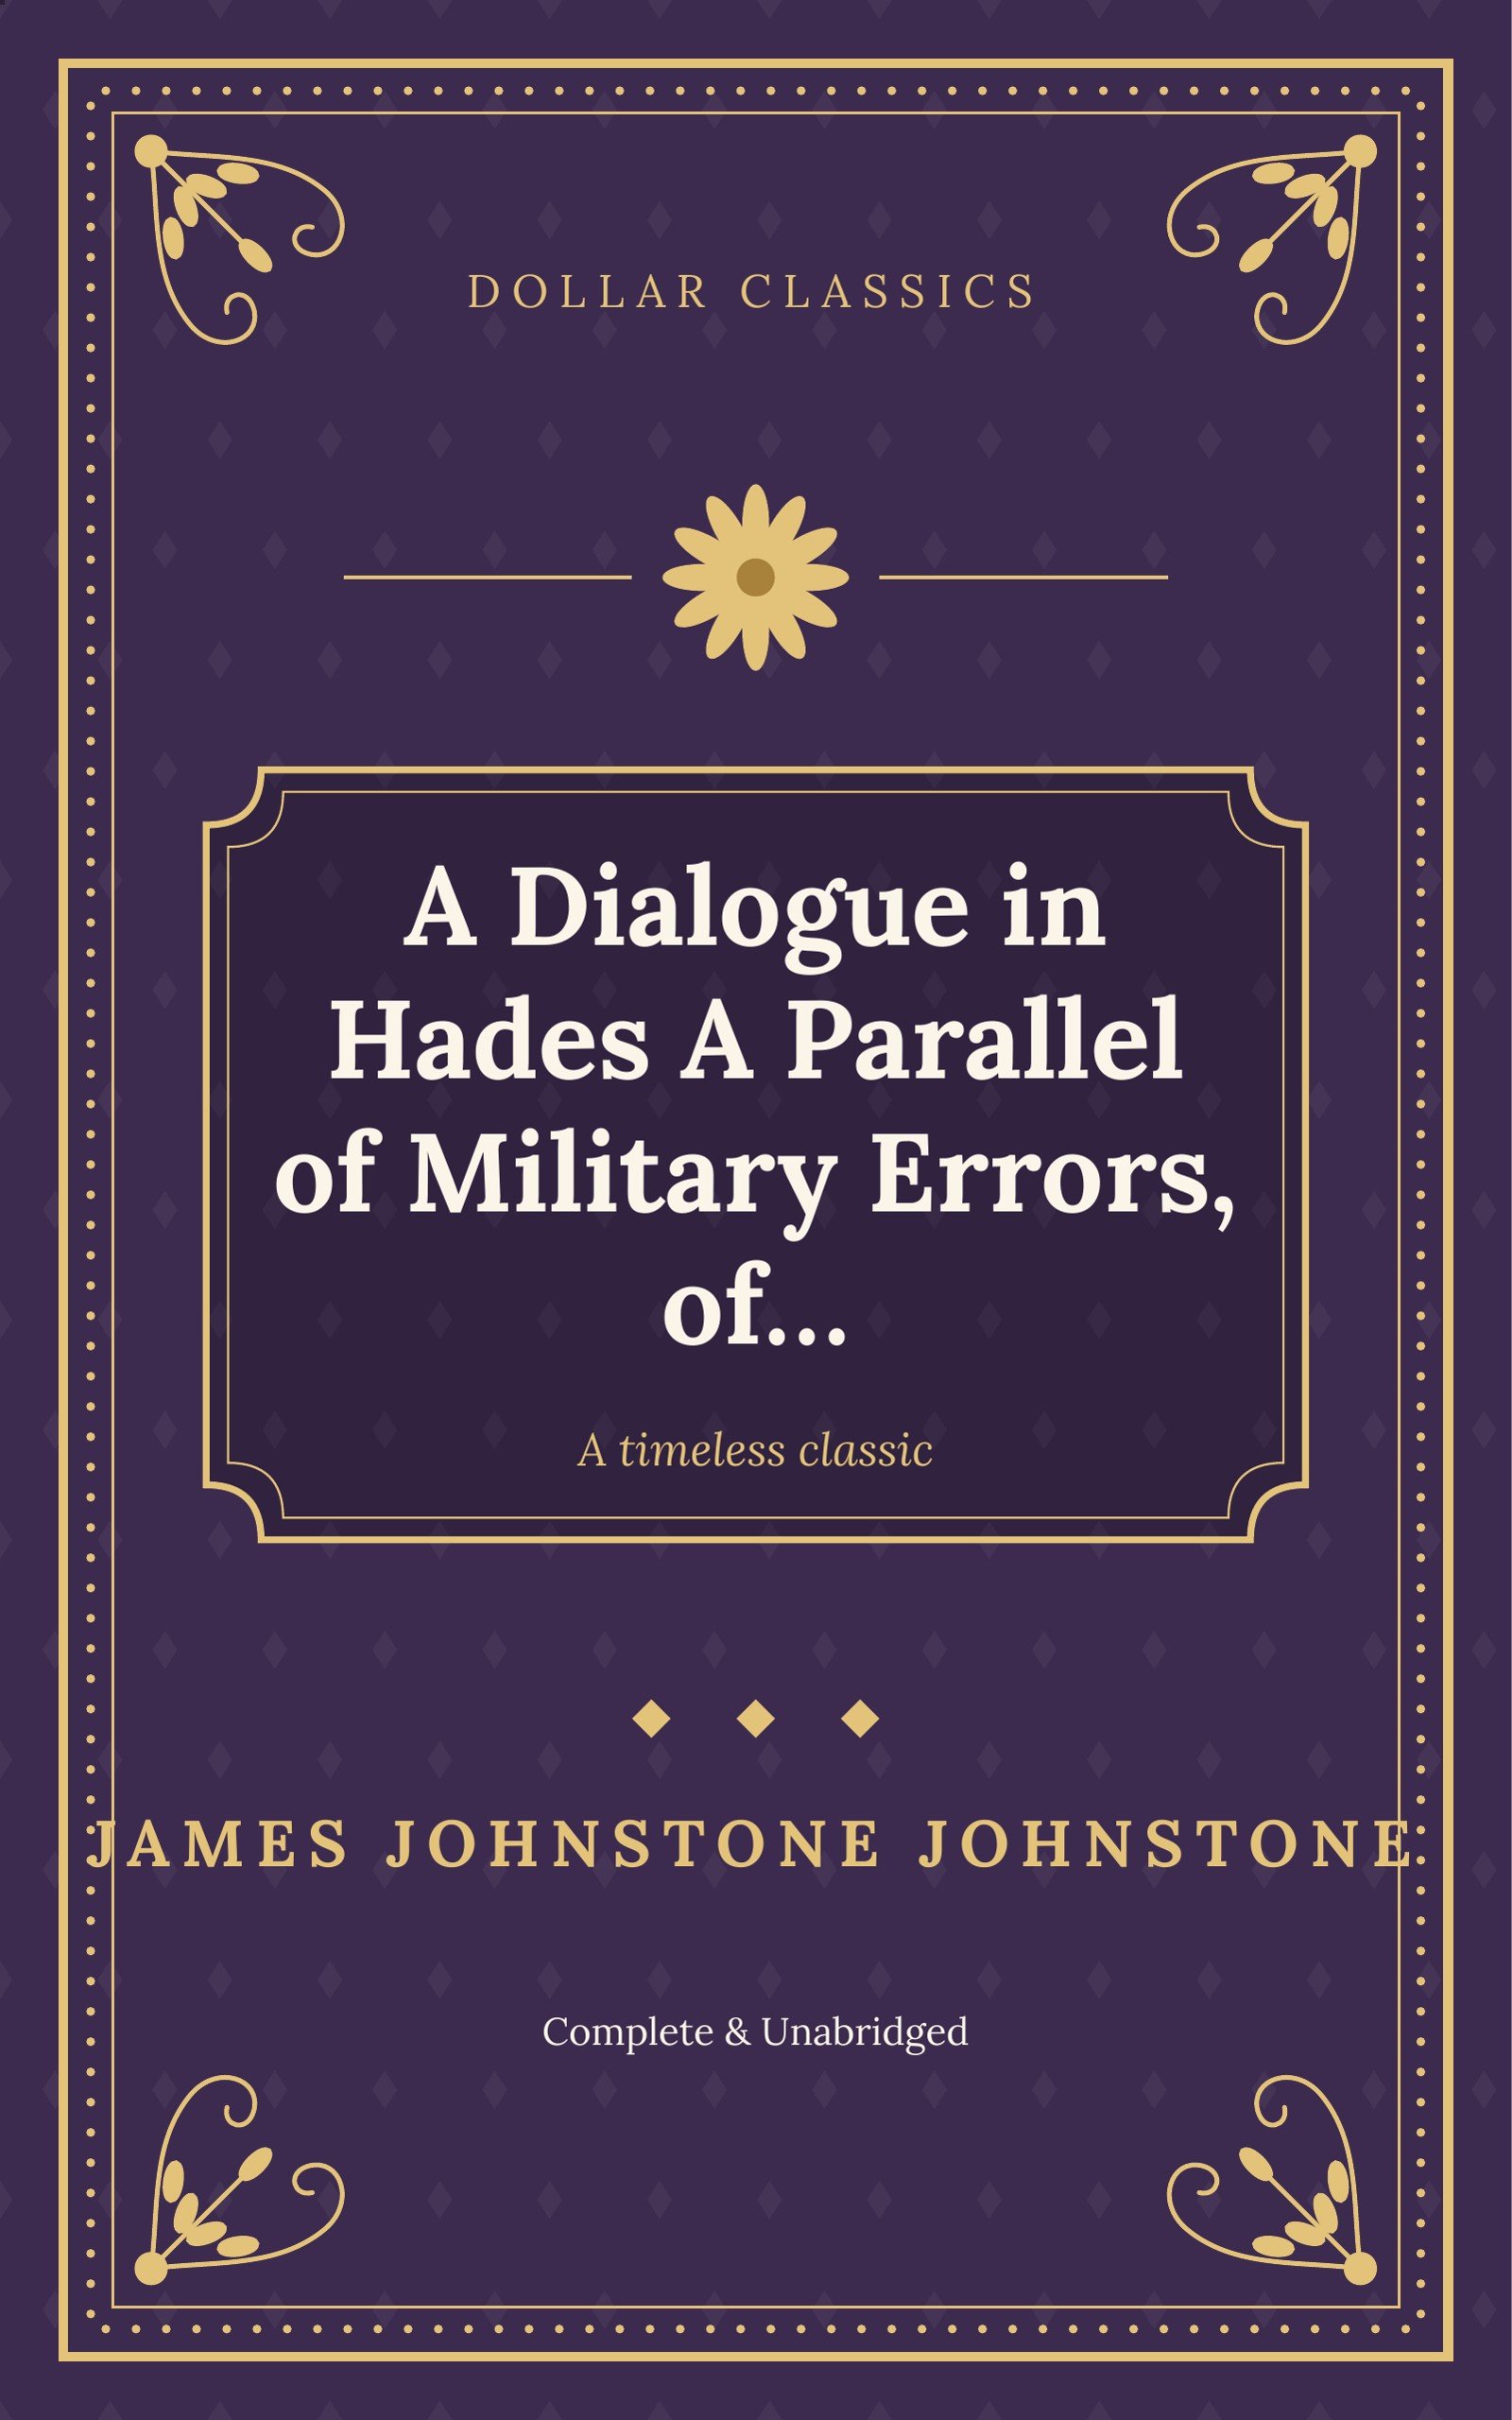 DOLLAR CLASSICS
A Dialogue in
Hades A Parallel
of Military Errors,
of...
A timeless classic
JAMES JOHNSTONE JOHNSTONE
Complete & Unabridged